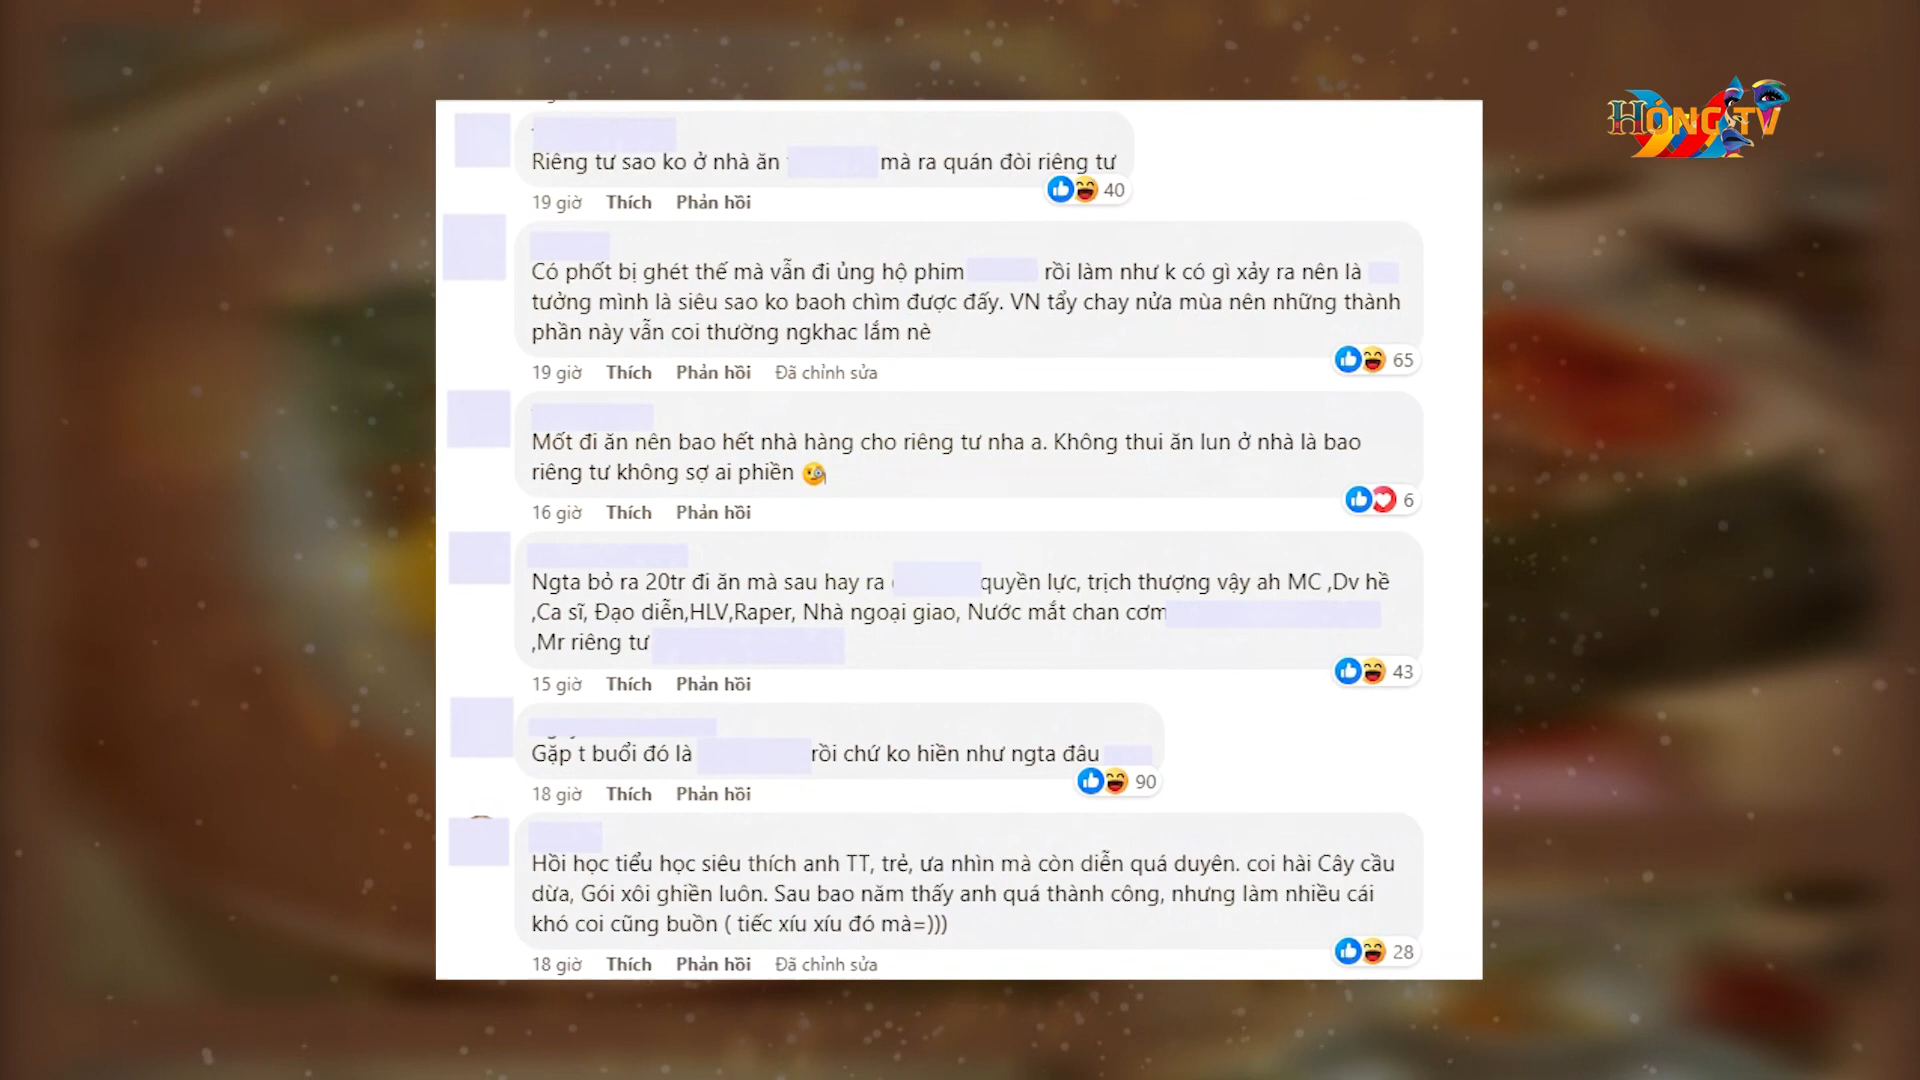 HÓNG TV
Riêng tư sao ko ở nhà ăn mà ra quán đòi riêng tư
40
19 giờ Thích Phản hồi
Có phốt bị ghét thế mà vẫn đi ủng hộ phim rồi làm như k có gì xảy ra nên là
tưởng mình là siêu sao ko baoh chìm được đấy. VN tẩy chay nửa mùa nên những thành
phần này vẫn coi thường ngkhac lắm nè
65
19 giờ Thích Phản hồi Đã chỉnh sửa
Mốt đi ăn nên bao hết nhà hàng cho riêng tư nha a. Không thui ăn lun ở nhà là bao
riêng tư không sợ ai phiền 🧐
6
16 giờ Thích Phản hồi
Ngta bỏ ra 20tr đi ăn mà sau hay ra quyền lực, trịch thượng vậy ah MC ,Dv hề
,Ca sĩ, Đạo diễn,HLV,Raper, Nhà ngoại giao, Nước mắt chan cơm
,Mr riêng tư
43
15 giờ Thích Phản hồi
Gặp t buổi đó là rồi chứ ko hiền như ngta đâu
90
18 giờ Thích Phản hồi
Hồi học tiểu học siêu thích anh TT, trẻ, ưa nhìn mà còn diễn quá duyên. coi hài Cây cầu
dừa, Gói xôi ghiền luôn. Sau bao năm thấy anh quá thành công, nhưng làm nhiều cái
khó coi cũng buồn ( tiếc xíu xíu đó mà=)))
28
18 giờ Thích Phản hồi Đã chỉnh sửa